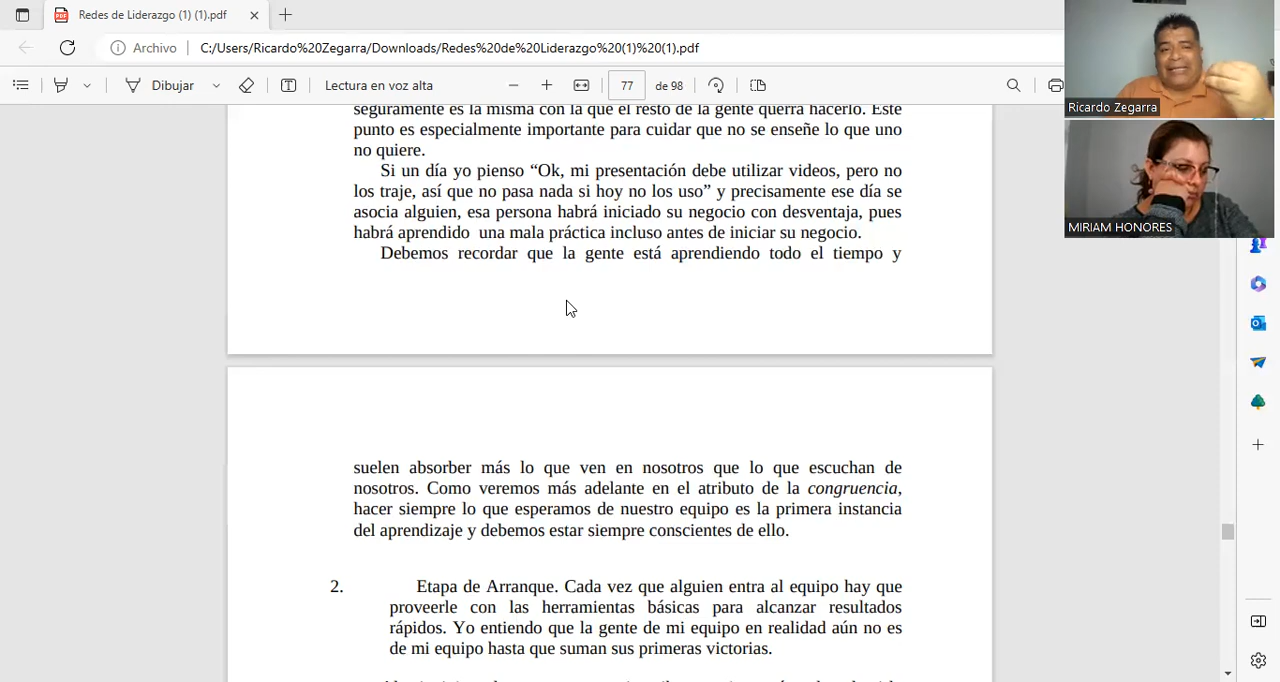 Redes de Liderazgo (1) (1).pdf
Archivo C:/Users/Ricardo%20Zegarra/Downloads/Redes%20de%20Liderazgo%20(1)%20(1).pdf
Dibujar Lectura en voz alta 77 de 98
Ricardo Zegarra
MIRIAM HONORES
seguramente es la misma con la que el resto de la gente querrá hacerlo. Este
punto es especialmente importante para cuidar que no se enseñe lo que uno
no quiere.
Si un día yo pienso “Ok, mi presentación debe utilizar videos, pero no
los traje, así que no pasa nada si hoy no los uso” y precisamente ese día se
asocia alguien, esa persona habrá iniciado su negocio con desventaja, pues
habrá aprendido una mala práctica incluso antes de iniciar su negocio.
Debemos recordar que la gente está aprendiendo todo el tiempo y
suelen absorber más lo que ven en nosotros que lo que escuchan de
nosotros. Como veremos más adelante en el atributo de la congruencia,
hacer siempre lo que esperamos de nuestro equipo es la primera instancia
del aprendizaje y debemos estar siempre conscientes de ello.
2. Etapa de Arranque. Cada vez que alguien entra al equipo hay que
proveerle con las herramientas básicas para alcanzar resultados
rápidos. Yo entiendo que la gente de mi equipo en realidad aún no es
de mi equipo hasta que suman sus primeras victorias.